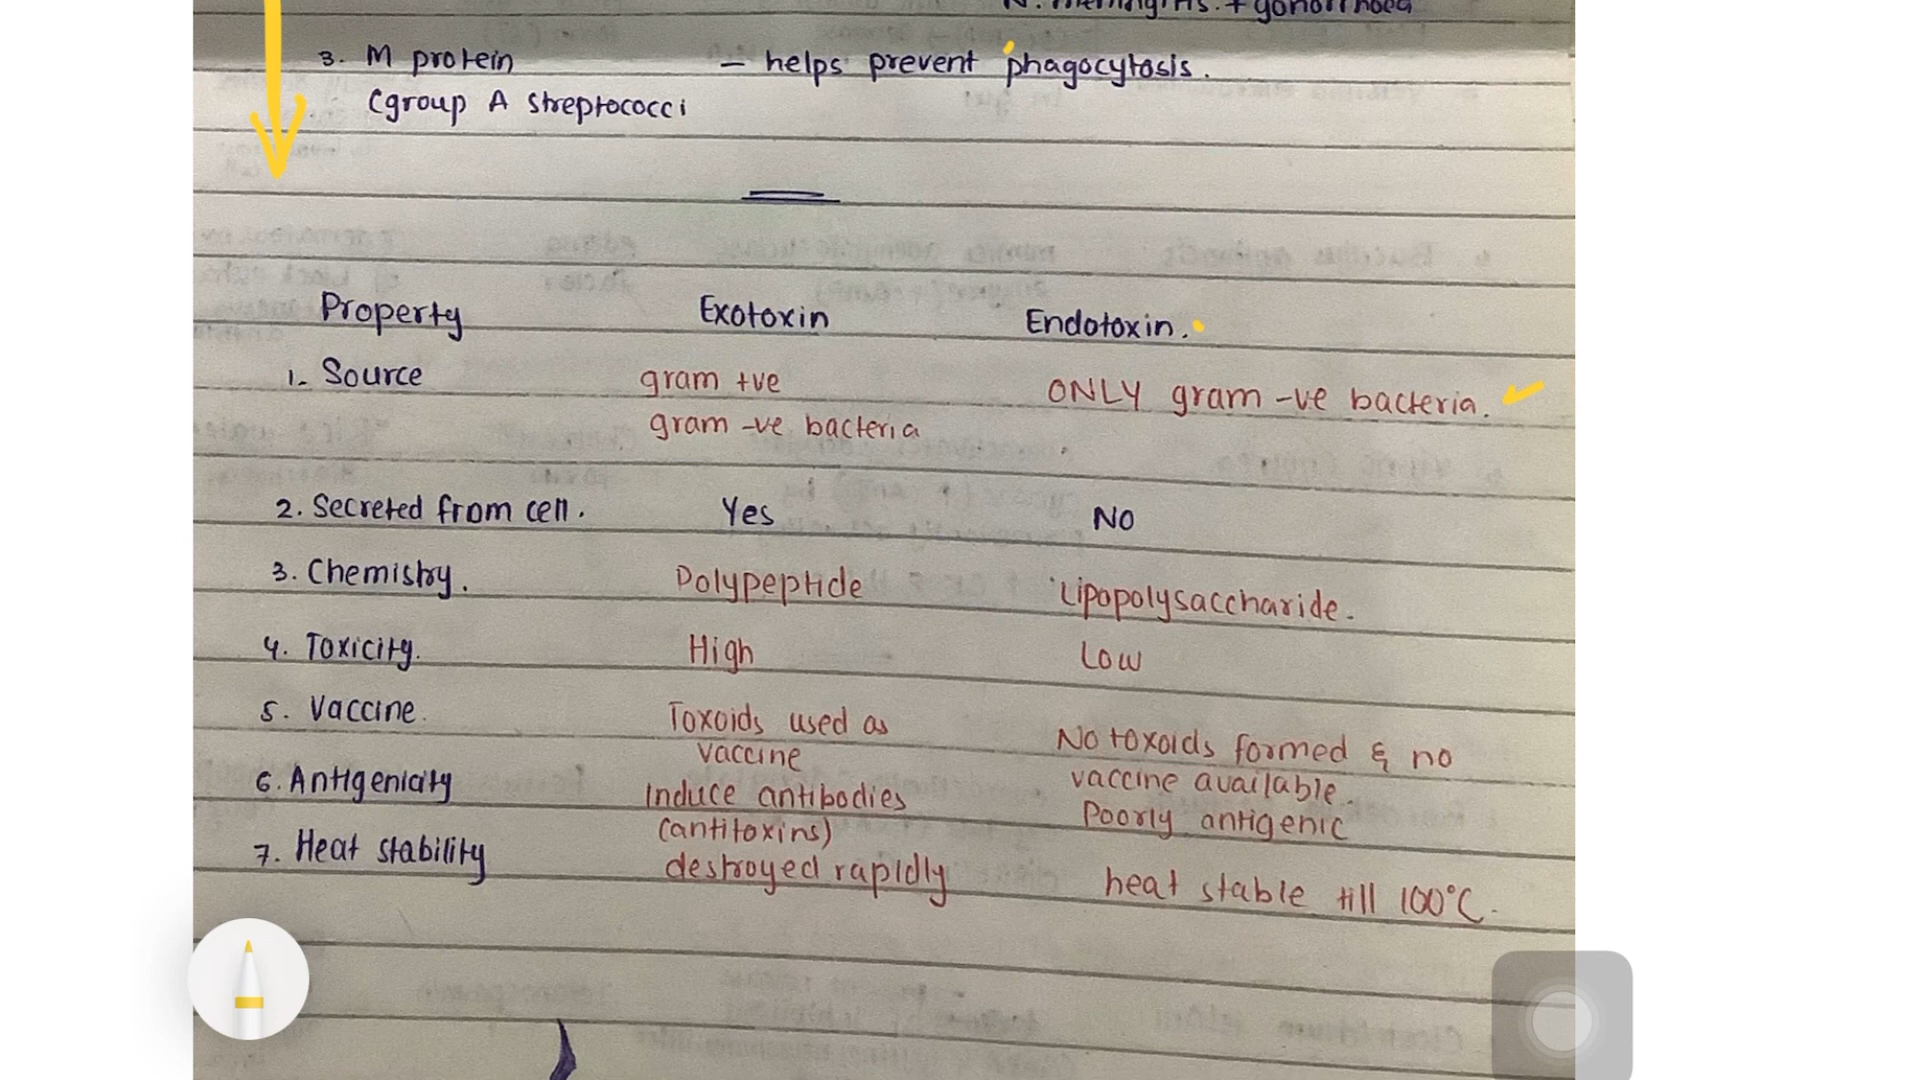 N. meningitis. + gonorrhoea
3. M protein – helps prevent phagocytosis.
(group A streptococci
Property Exotoxin Endotoxin.
1. Source gram +ve ONLY gram -ve bacteria.
gram -ve bacteria
2. Secreted from cell. Yes NO
3. Chemistry. Polypeptide Lipopolysaccharide.
4. Toxicity. High Low
5. Vaccine. Toxoids used as No toxoids formed & no
vaccine vaccine available.
6. Antigenicity Induce antibodies Poorly antigenic
(antitoxins)
7. Heat stability destroyed rapidly heat stable till 100°C.